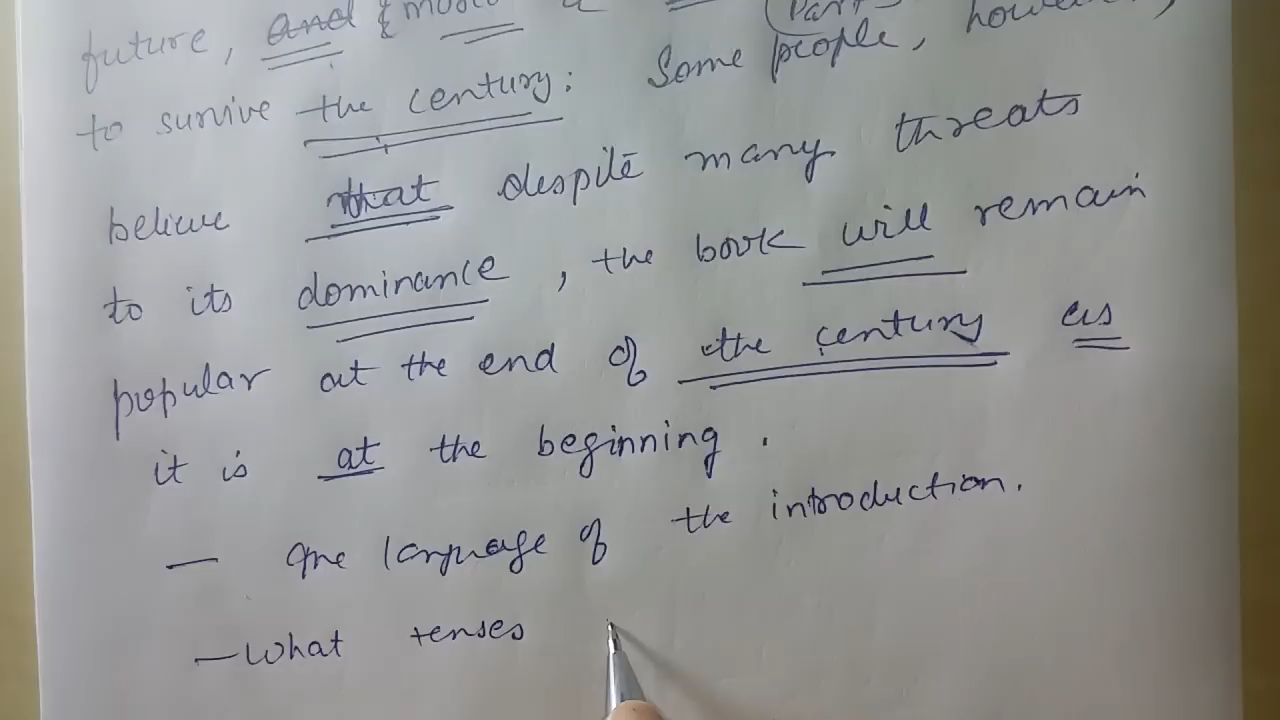 future, and
to survive the century. Some people,
believe that despite many threats
to its dominance, the book will remain
popular at the end of the century as
it is at the beginning.
— The language of the introduction.
— What tenses